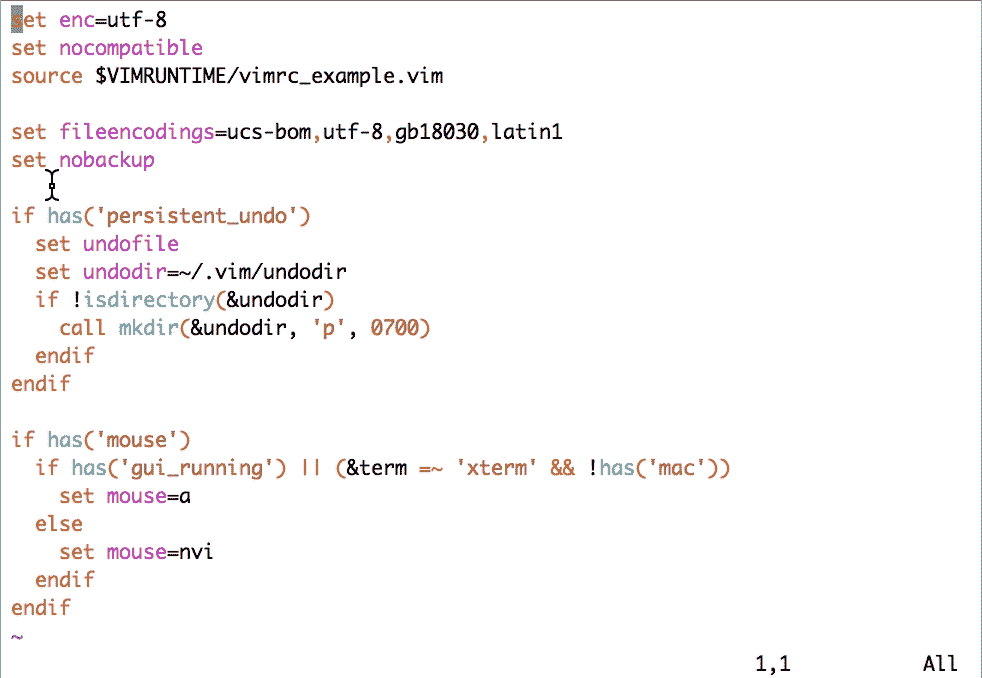 set enc=utf-8
set nocompatible
source $VIMRUNTIME/vimrc_example.vim

set fileencodings=ucs-bom,utf-8,gb18030,latin1
set nobackup

if has('persistent_undo')
  set undofile
  set undodir=~/.vim/undodir
  if !isdirectory(&undodir)
    call mkdir(&undodir, 'p', 0700)
  endif
endif

if has('mouse')
  if has('gui_running') || (&term =~ 'xterm' && !has('mac'))
    set mouse=a
  else
    set mouse=nvi
  endif
endif
~
1,1 All